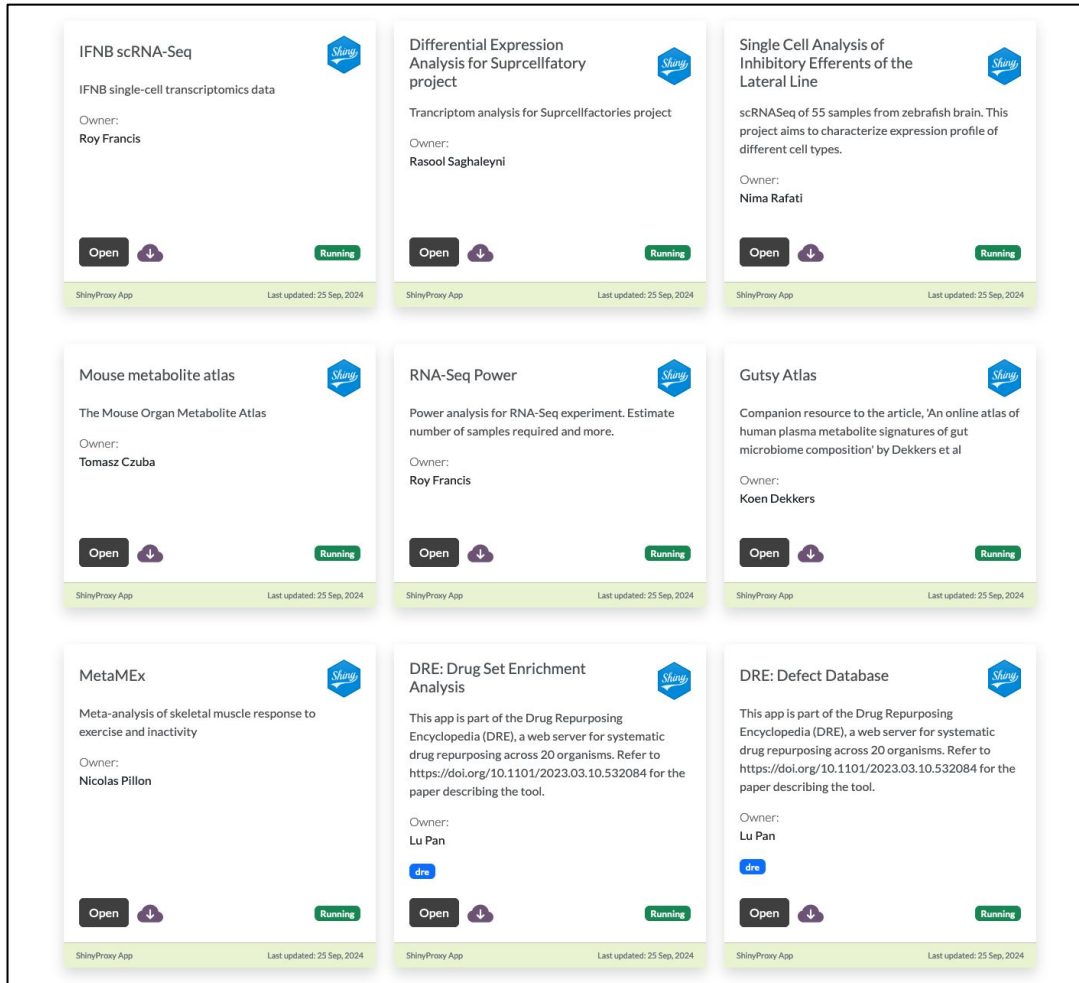 IFNB scRNA-Seq
Shiny
IFNB single-cell transcriptomics data
Owner:
Roy Francis
Open
Running
ShinyProxy App
Last updated: 25 Sep, 2024
Differential Expression
Analysis for Suprcellfatory
project
Shiny
Trancriptom analysis for Suprcellfactories project
Owner:
Rasool Saghaleyni
Open
Running
ShinyProxy App
Last updated: 25 Sep, 2024
Single Cell Analysis of
Inhibitory Efferents of the
Lateral Line
Shiny
scRNASeq of 55 samples from zebrafish brain. This
project aims to characterize expression profile of
different cell types.
Owner:
Nima Rafati
Open
Running
ShinyProxy App
Last updated: 25 Sep, 2024
Mouse metabolite atlas
Shiny
The Mouse Organ Metabolite Atlas
Owner:
Tomasz Czuba
Open
Running
ShinyProxy App
Last updated: 25 Sep, 2024
RNA-Seq Power
Shiny
Power analysis for RNA-Seq experiment. Estimate
number of samples required and more.
Owner:
Roy Francis
Open
Running
ShinyProxy App
Last updated: 25 Sep, 2024
Gutsy Atlas
Shiny
Companion resource to the article, 'An online atlas of
human plasma metabolite signatures of gut
microbiome composition' by Dekkers et al
Owner:
Koen Dekkers
Open
Running
ShinyProxy App
Last updated: 25 Sep, 2024
MetaMEx
Shiny
Meta-analysis of skeletal muscle response to
exercise and inactivity
Owner:
Nicolas Pillon
Open
Running
ShinyProxy App
Last updated: 25 Sep, 2024
DRE: Drug Set Enrichment
Analysis
Shiny
This app is part of the Drug Repurposing
Encyclopedia (DRE), a web server for systematic
drug repurposing across 20 organisms. Refer to
https://doi.org/10.1101/2023.03.10.532084 for the
paper describing the tool.
Owner:
Lu Pan
dre
Open
Running
ShinyProxy App
Last updated: 25 Sep, 2024
DRE: Defect Database
Shiny
This app is part of the Drug Repurposing
Encyclopedia (DRE), a web server for systematic
drug repurposing across 20 organisms. Refer to
https://doi.org/10.1101/2023.03.10.532084 for the
paper describing the tool.
Owner:
Lu Pan
dre
Open
Running
ShinyProxy App
Last updated: 25 Sep, 2024